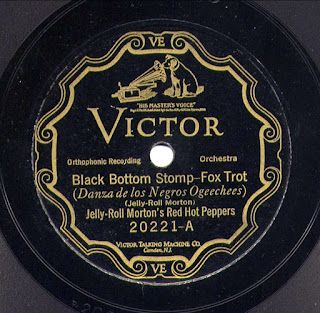 VE
"HIS MASTER'S VOICE"
VICTOR
Orthophonic Recording Orchestra
Black Bottom Stomp-Fox Trot
(Danza de los Negros Ogeechees)
(Jelly-Roll Morton)
Jelly-Roll Morton's Red Hot Peppers
20221-A
VICTOR TALKING MACHINE CO.
Camden, N.J.
VE VE